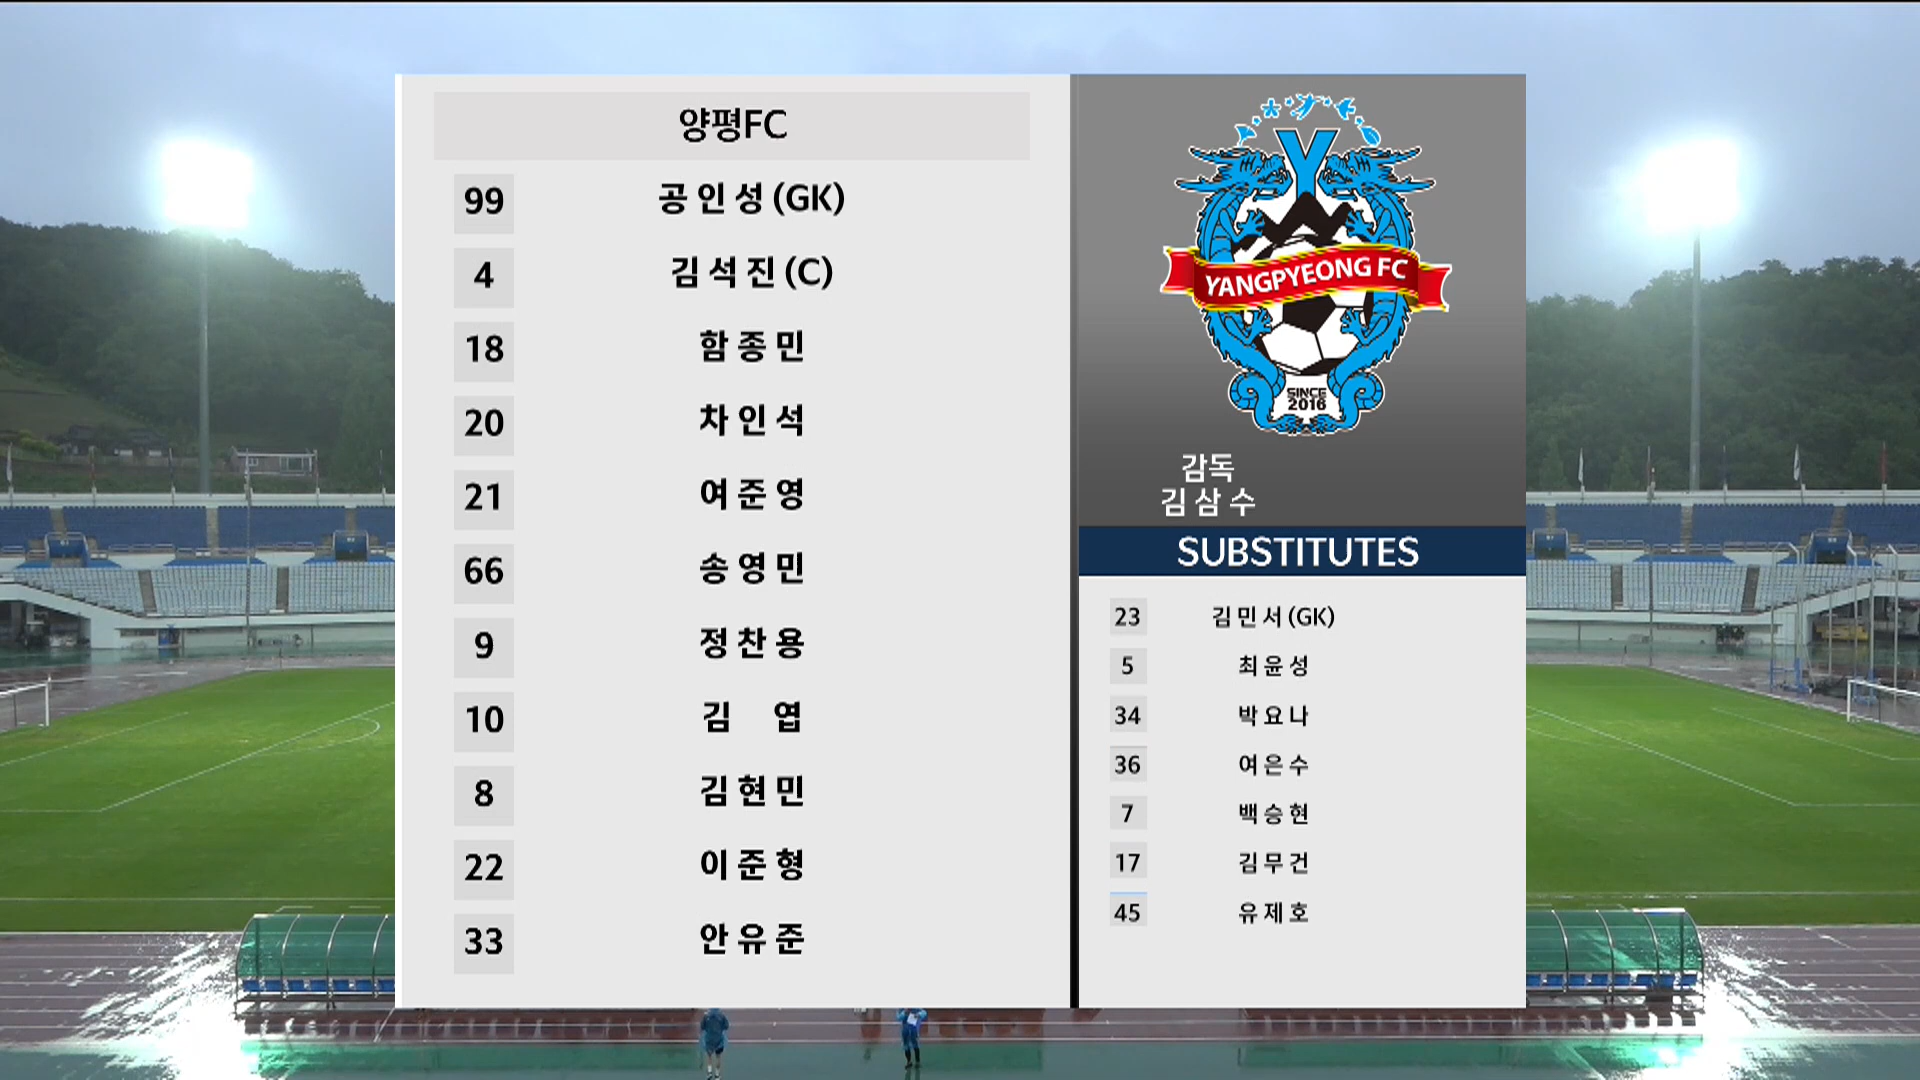 양평FC
99 공인성(GK)
4 김석진(C)
18 함종민
20 차인석
21 여준영
66 송영민
9 정찬용
10 김 엽
8 김현민
22 이준형
33 안유준
YANGPYEONG FC
SINCE
2016
감독
김삼수
SUBSTITUTES
23 김민서(GK)
5 최윤성
34 박요나
36 여은수
7 백승현
17 김무건
45 유제호